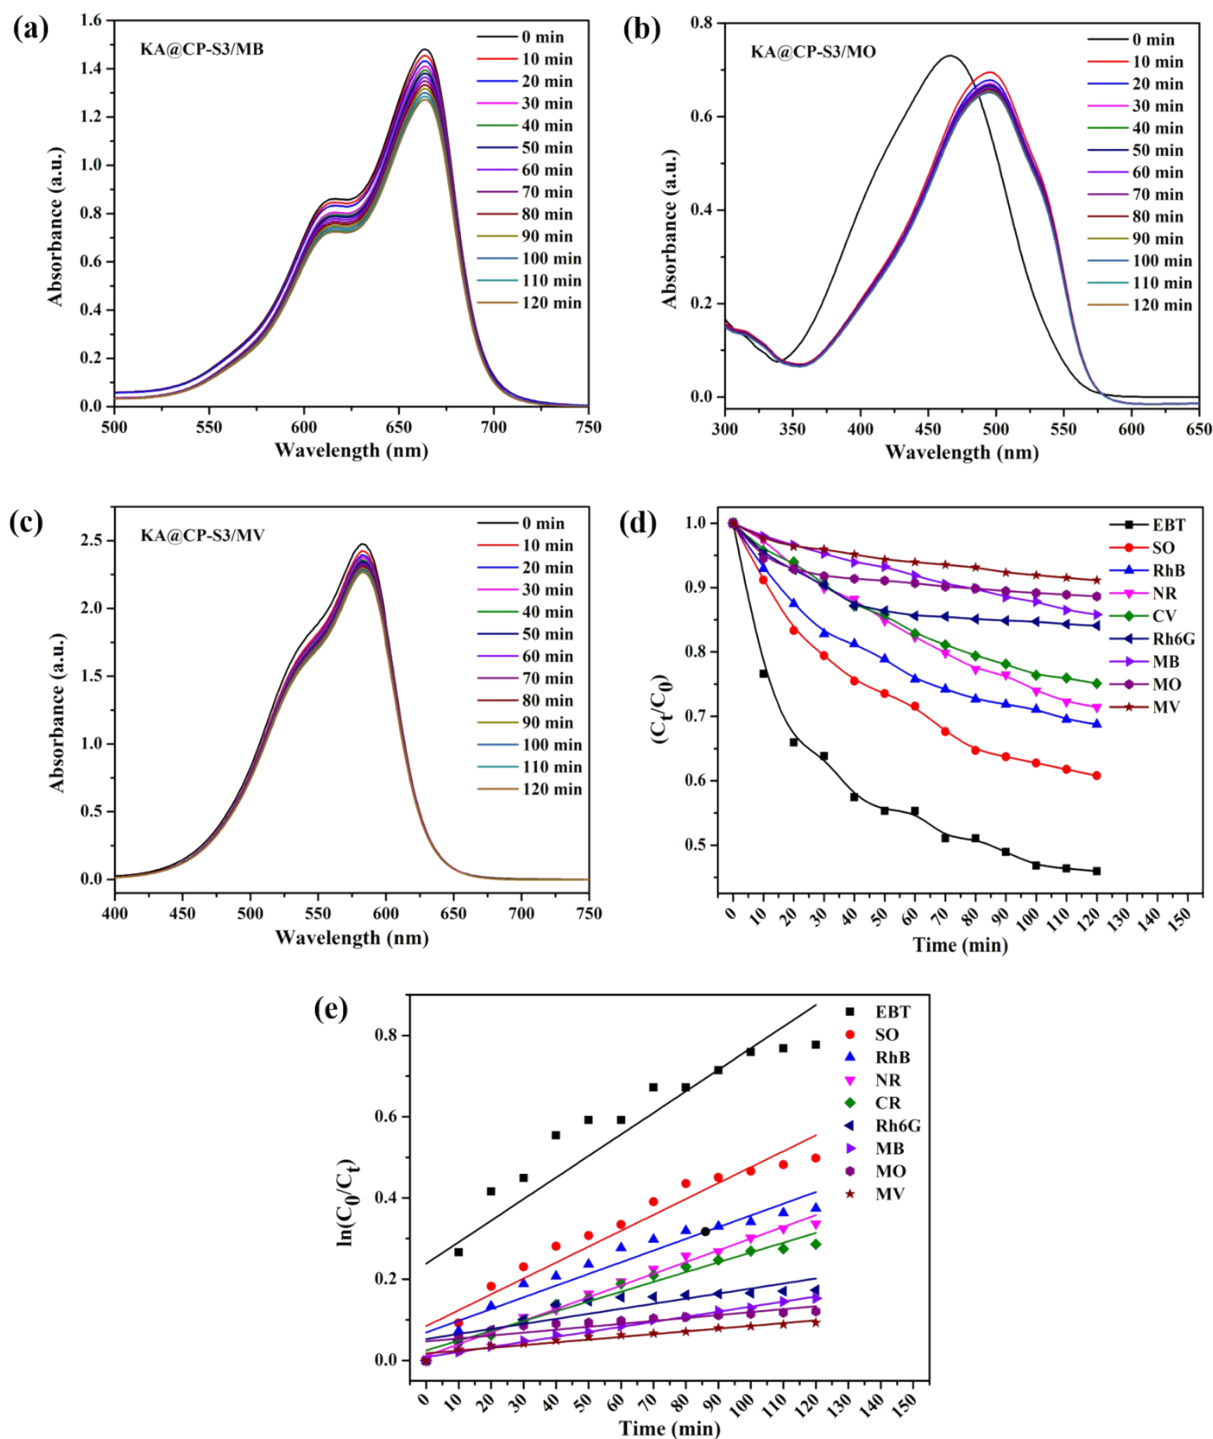 (a)
KA@CP-S3/MB
0 min
10 min
20 min
30 min
40 min
50 min
60 min
70 min
80 min
90 min
100 min
110 min
120 min
Absorbance (a.u.)
1.6
1.4
1.2
1.0
0.8
0.6
0.4
0.2
0.0
500 550 600 650 700 750
Wavelength (nm)
(b)
KA@CP-S3/MO
0 min
10 min
20 min
30 min
40 min
50 min
60 min
70 min
80 min
90 min
100 min
110 min
120 min
Absorbance (a.u.)
0.8
0.6
0.4
0.2
0.0
300 350 400 450 500 550 600 650
Wavelength (nm)
(c)
KA@CP-S3/MV
0 min
10 min
20 min
30 min
40 min
50 min
60 min
70 min
80 min
90 min
100 min
110 min
120 min
Absorbance (a.u.)
2.5
2.0
1.5
1.0
0.5
0.0
400 450 500 550 600 650 700 750
Wavelength (nm)
(d)
EBT
SO
RhB
NR
CV
Rh6G
MB
MO
MV
(Ct/C0)
1.0
0.9
0.8
0.7
0.6
0.5
0 10 20 30 40 50 60 70 80 90 100 110 120 130 140 150
Time (min)
(e)
EBT
SO
RhB
NR
CR
Rh6G
MB
MO
MV
ln(C0/Ct)
0.8
0.6
0.4
0.2
0.0
0 10 20 30 40 50 60 70 80 90 100 110 120 130 140 150
Time (min)